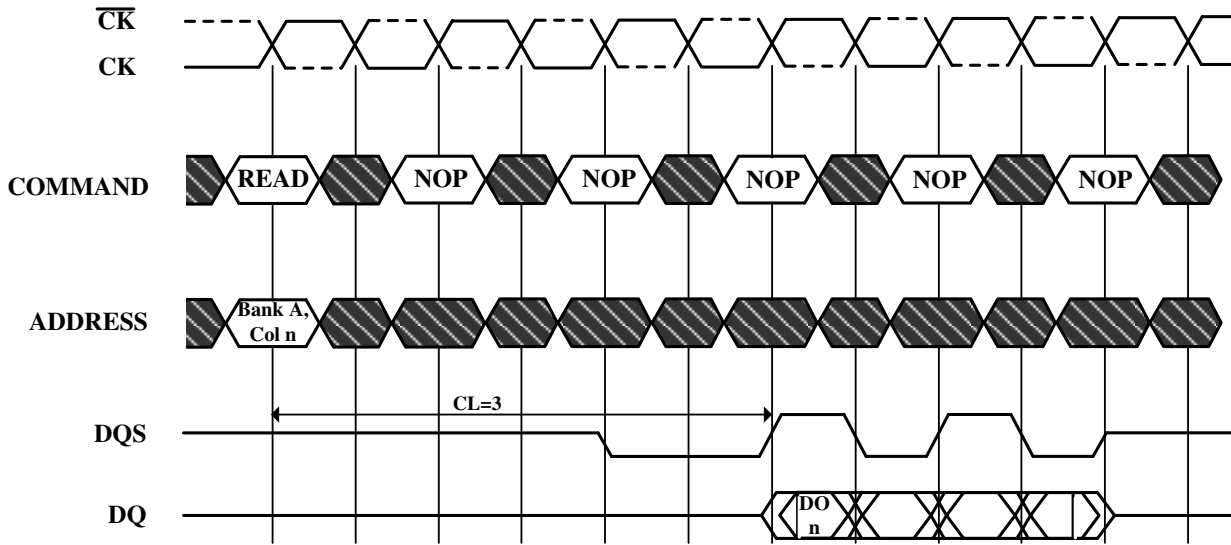 CK
CK
COMMAND
READ NOP NOP NOP NOP NOP
ADDRESS
Bank A,
Col n
CL=3
DQS
DQ
DO
n